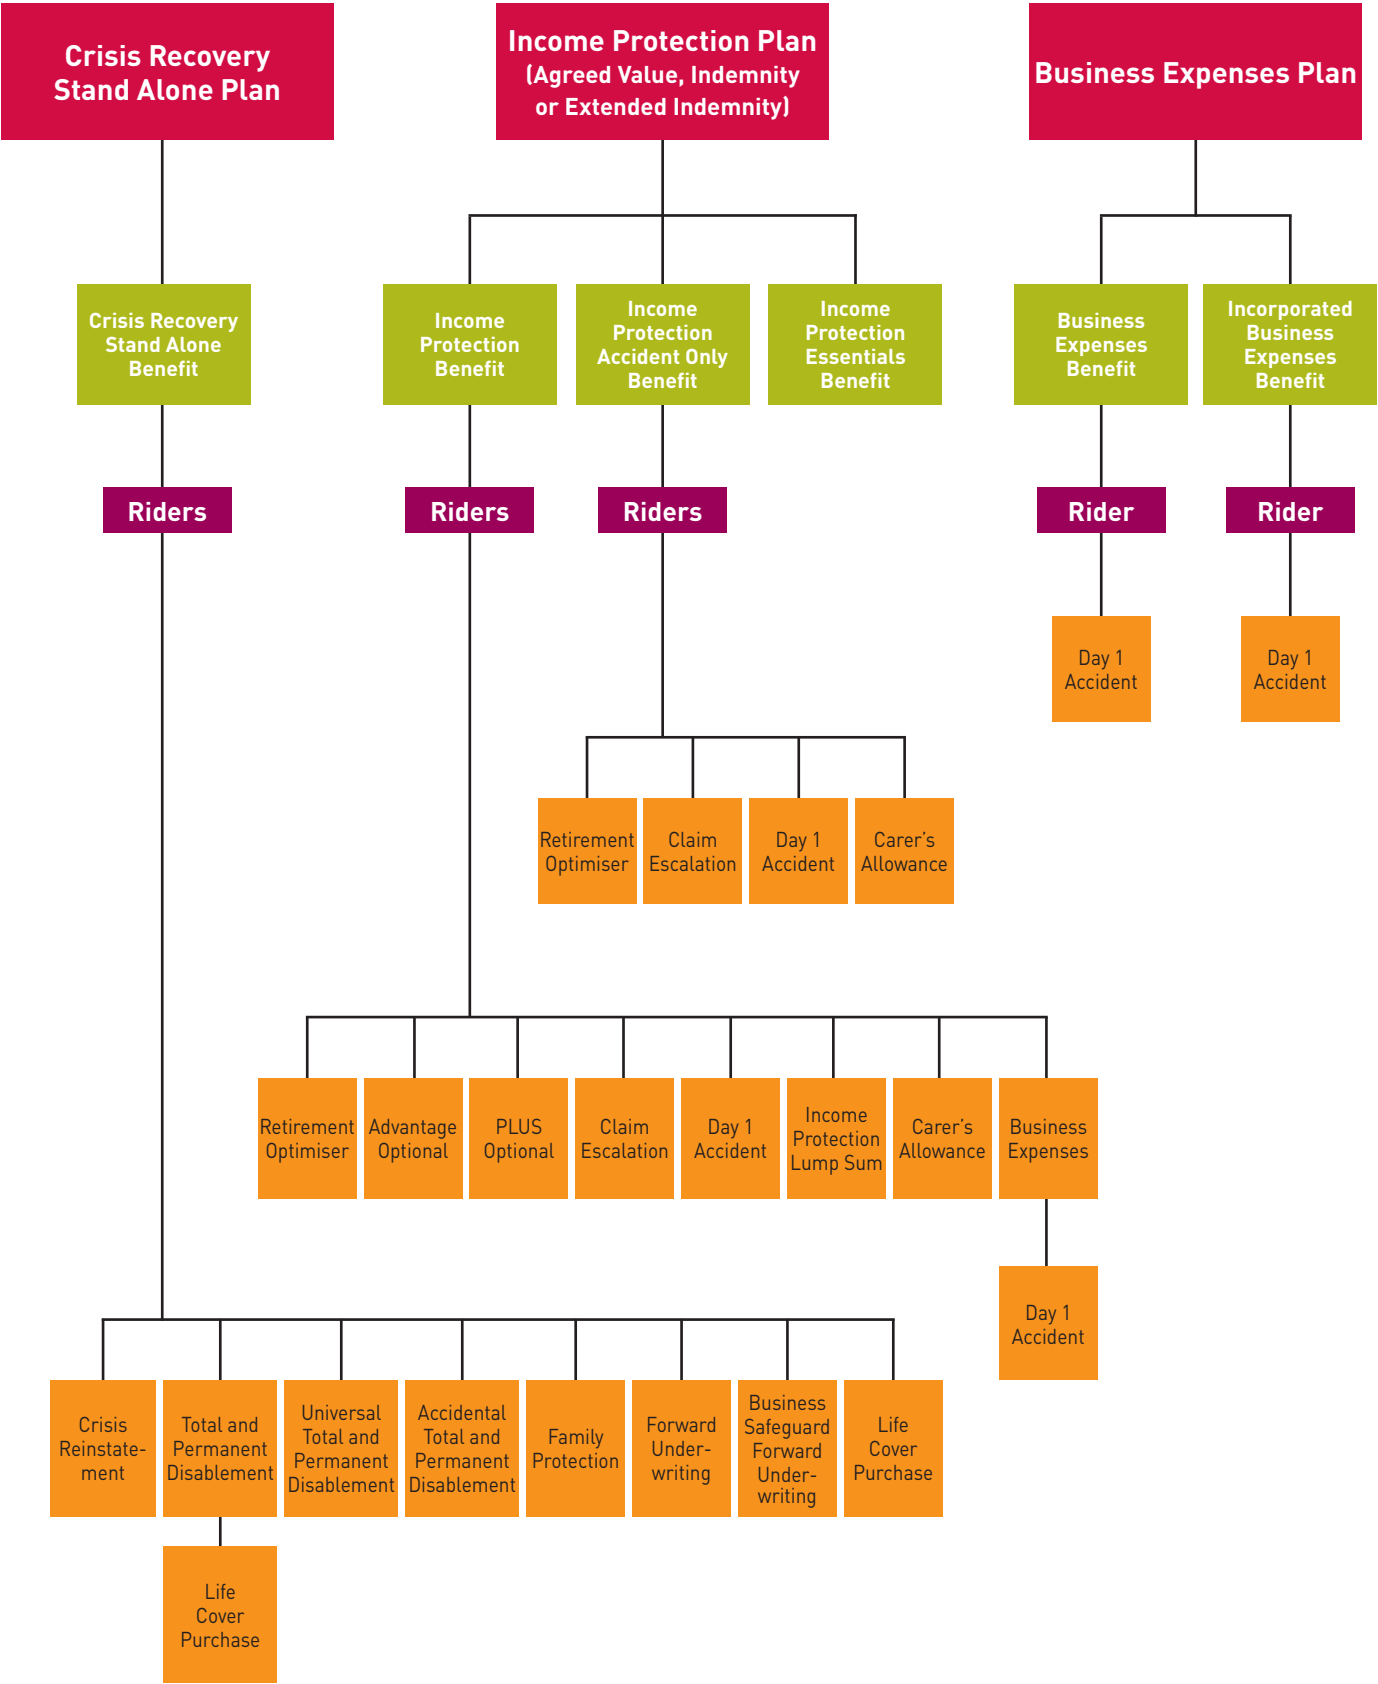 Crisis Recovery
Stand Alone Plan
Income Protection Plan
(Agreed Value, Indemnity
or Extended Indemnity)
Business Expenses Plan
Crisis Recovery
Stand Alone
Benefit
Income
Protection
Benefit
Income
Protection
Accident Only
Benefit
Income
Protection
Essentials
Benefit
Business
Expenses
Benefit
Incorporated
Business
Expenses
Benefit
Riders
Riders
Riders
Rider
Rider
Day 1
Accident
Day 1
Accident
Retirement
Optimiser
Claim
Escalation
Day 1
Accident
Carer’s
Allowance
Retirement
Optimiser
Advantage
Optional
PLUS
Optional
Claim
Escalation
Day 1
Accident
Income
Protection
Lump Sum
Carer’s
Allowance
Business
Expenses
Day 1
Accident
Crisis
Reinstate-
ment
Total and
Permanent
Disablement
Universal
Total and
Permanent
Disablement
Accidental
Total and
Permanent
Disablement
Family
Protection
Forward
Under-
writing
Business
Safeguard
Forward
Under-
writing
Life
Cover
Purchase
Life
Cover
Purchase